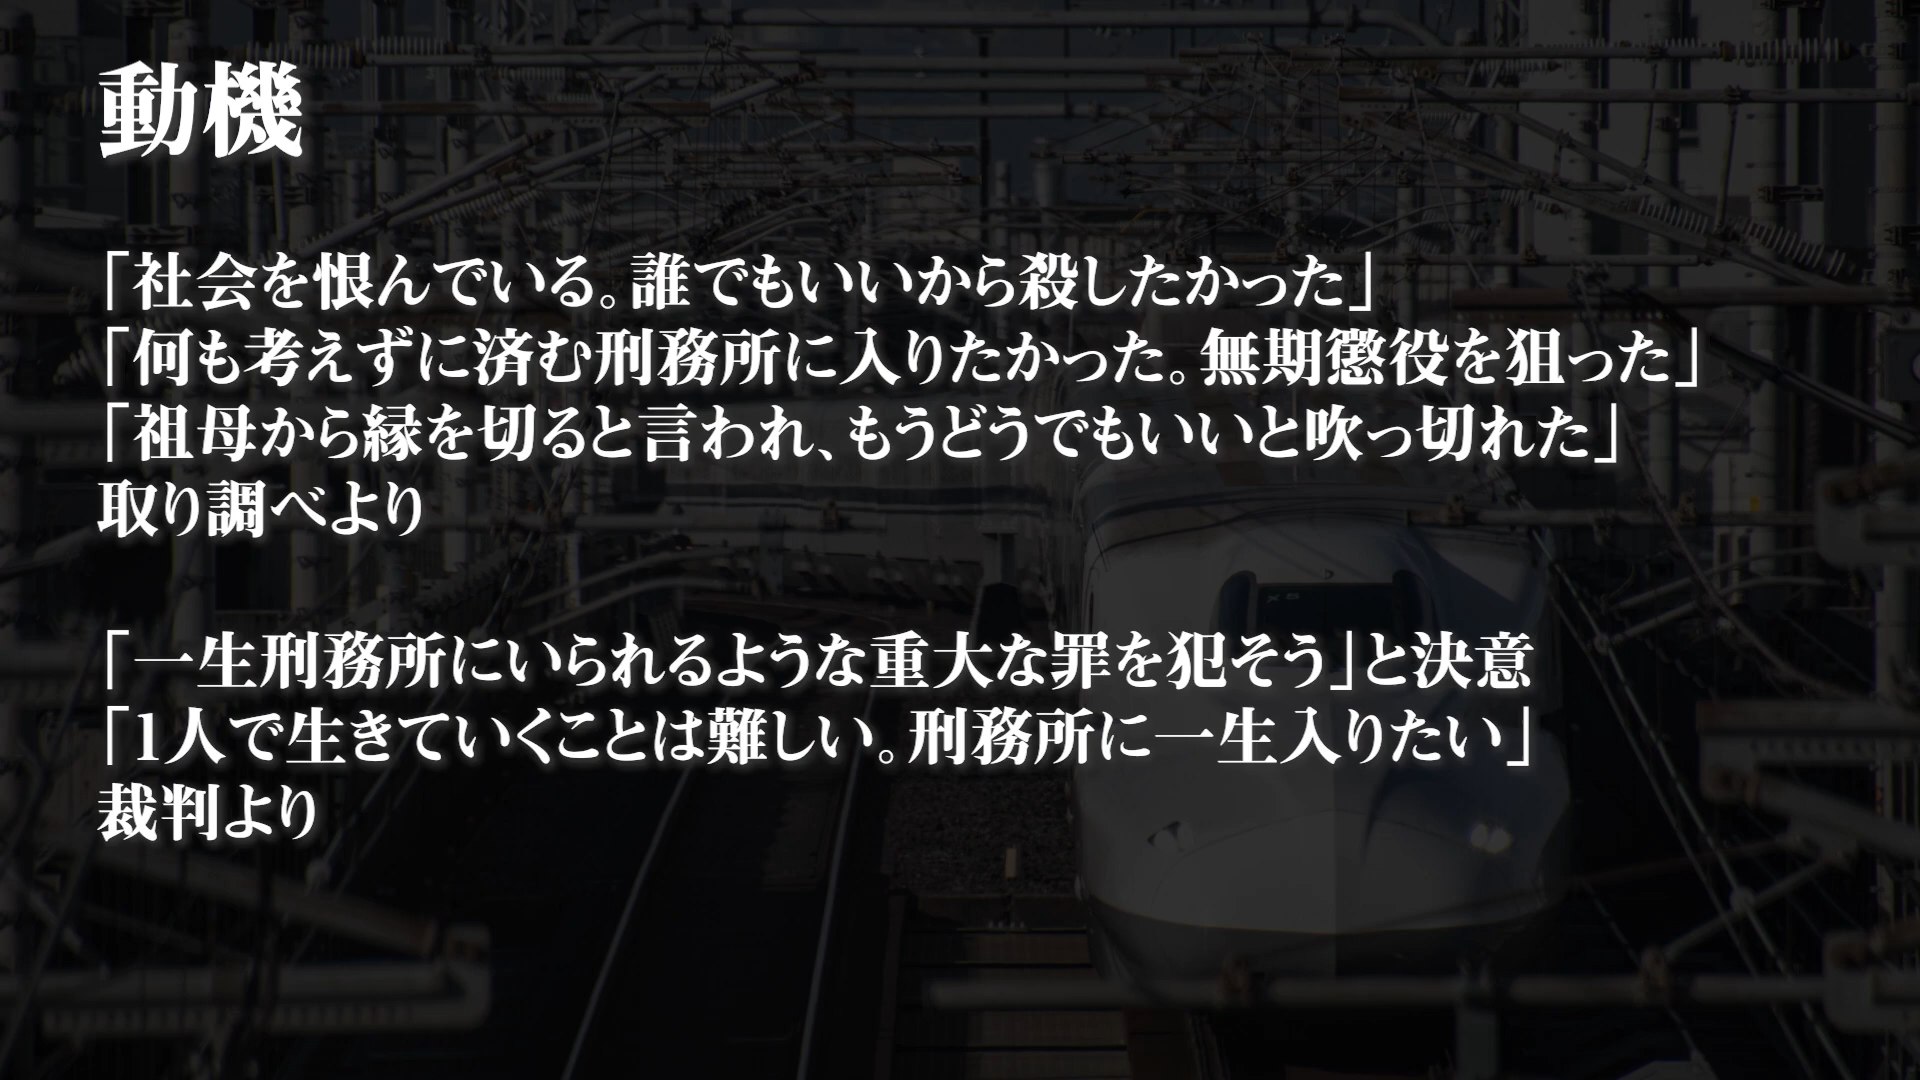 動機
「社会を恨んでいる。誰でもいいから殺したかった」
「何も考えずに済む刑務所に入りたかった。無期懲役を狙った」
「祖母から縁を切ると言われ、もうどうでもいいと吹っ切れた」
取り調べより
「一生刑務所にいられるような重大な罪を犯そう」と決意
「1人で生きていくことは難しい。刑務所に一生入りたい」
裁判より
X5